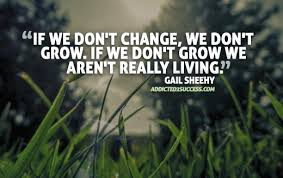 “IF WE DON'T CHANGE, WE DON'T
GROW. IF WE DON'T GROW WE
AREN'T REALLY LIVING.”
GAIL SHEEHY
ADDICTED2SUCCESS.COM